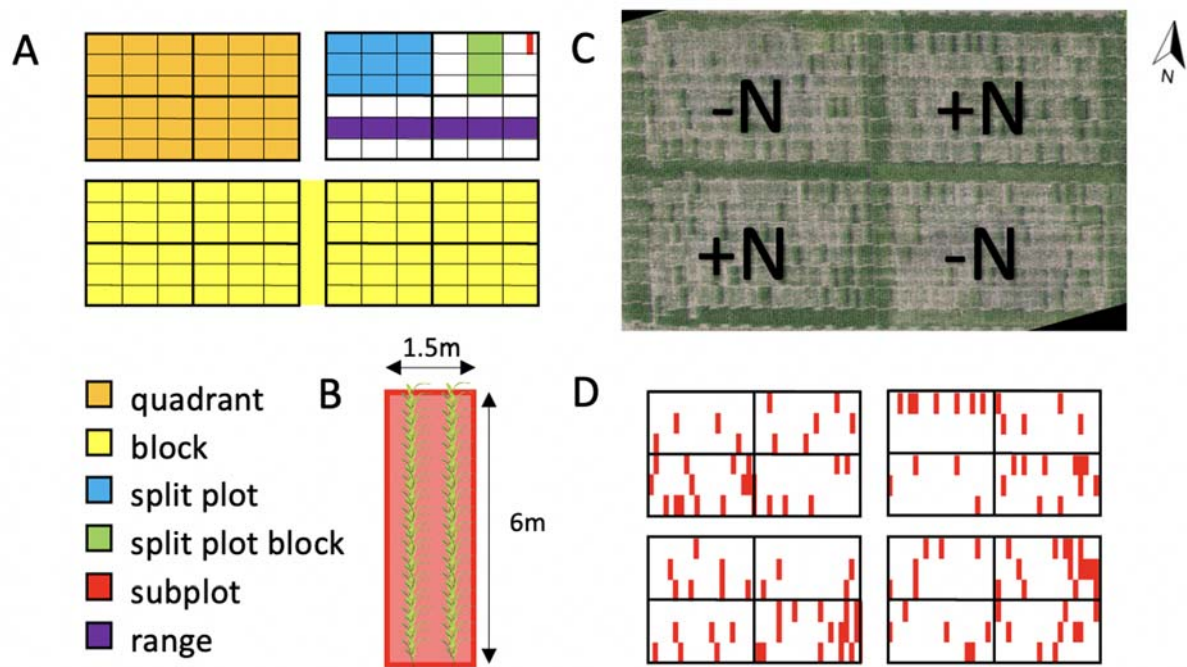 A
C
N
-N
+N
+N
-N
quadrant
block
split plot
split plot block
subplot
range
B
1.5m
6m
D